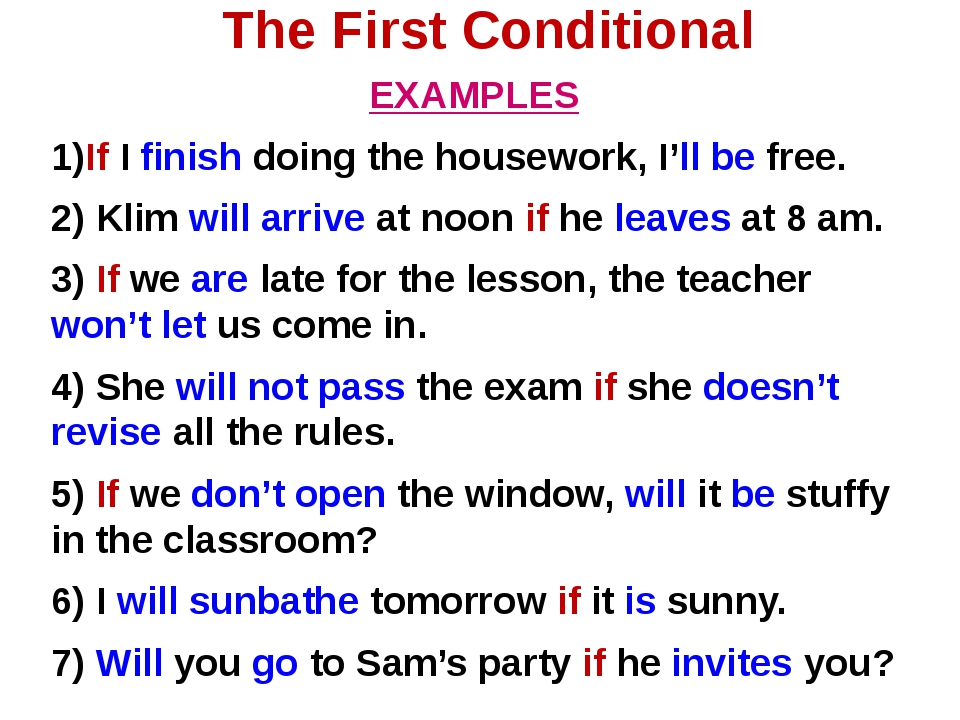 The First Conditional
EXAMPLES
1)If I finish doing the housework, I’ll be free.
2) Klim will arrive at noon if he leaves at 8 am.
3) If we are late for the lesson, the teacher
won’t let us come in.
4) She will not pass the exam if she doesn’t
revise all the rules.
5) If we don’t open the window, will it be stuffy
in the classroom?
6) I will sunbathe tomorrow if it is sunny.
7) Will you go to Sam’s party if he invites you?